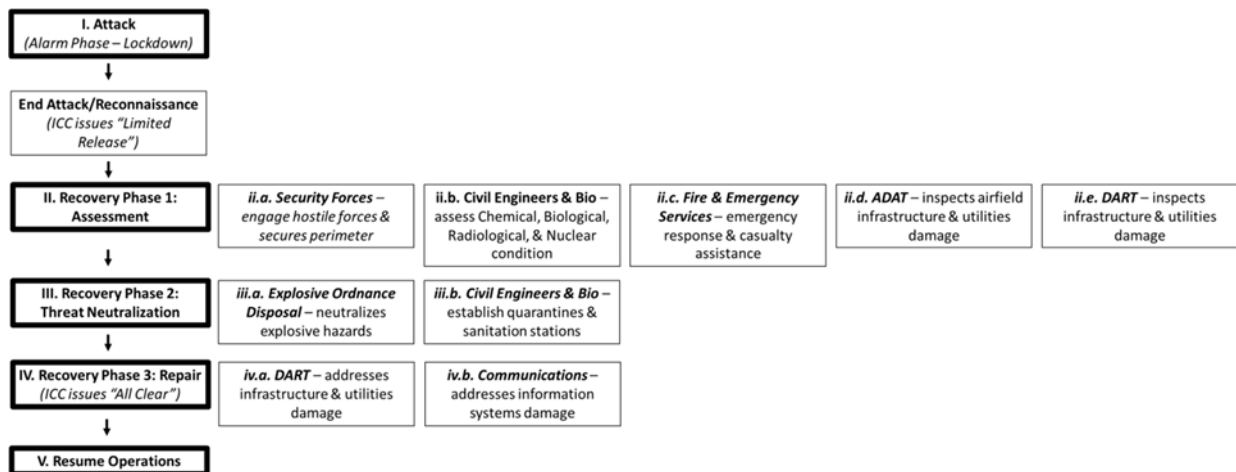 I. Attack
(Alarm Phase – Lockdown)
End Attack/Reconnaissance
(ICC issues “Limited
Release”)
II. Recovery Phase 1:
Assessment
ii.a. Security Forces –
engage hostile forces &
secures perimeter
ii.b. Civil Engineers & Bio –
assess Chemical, Biological,
Radiological, & Nuclear
condition
ii.c. Fire & Emergency
Services – emergency
response & casualty
assistance
ii.d. ADAT – inspects airfield
infrastructure & utilities
damage
ii.e. DART – inspects
infrastructure & utilities
damage
III. Recovery Phase 2:
Threat Neutralization
iii.a. Explosive Ordnance
Disposal – neutralizes
explosive hazards
iii.b. Civil Engineers & Bio –
establish quarantines &
sanitation stations
IV. Recovery Phase 3: Repair
(ICC issues “All Clear”)
iv.a. DART – addresses
infrastructure & utilities
damage
iv.b. Communications –
addresses information
systems damage
V. Resume Operations